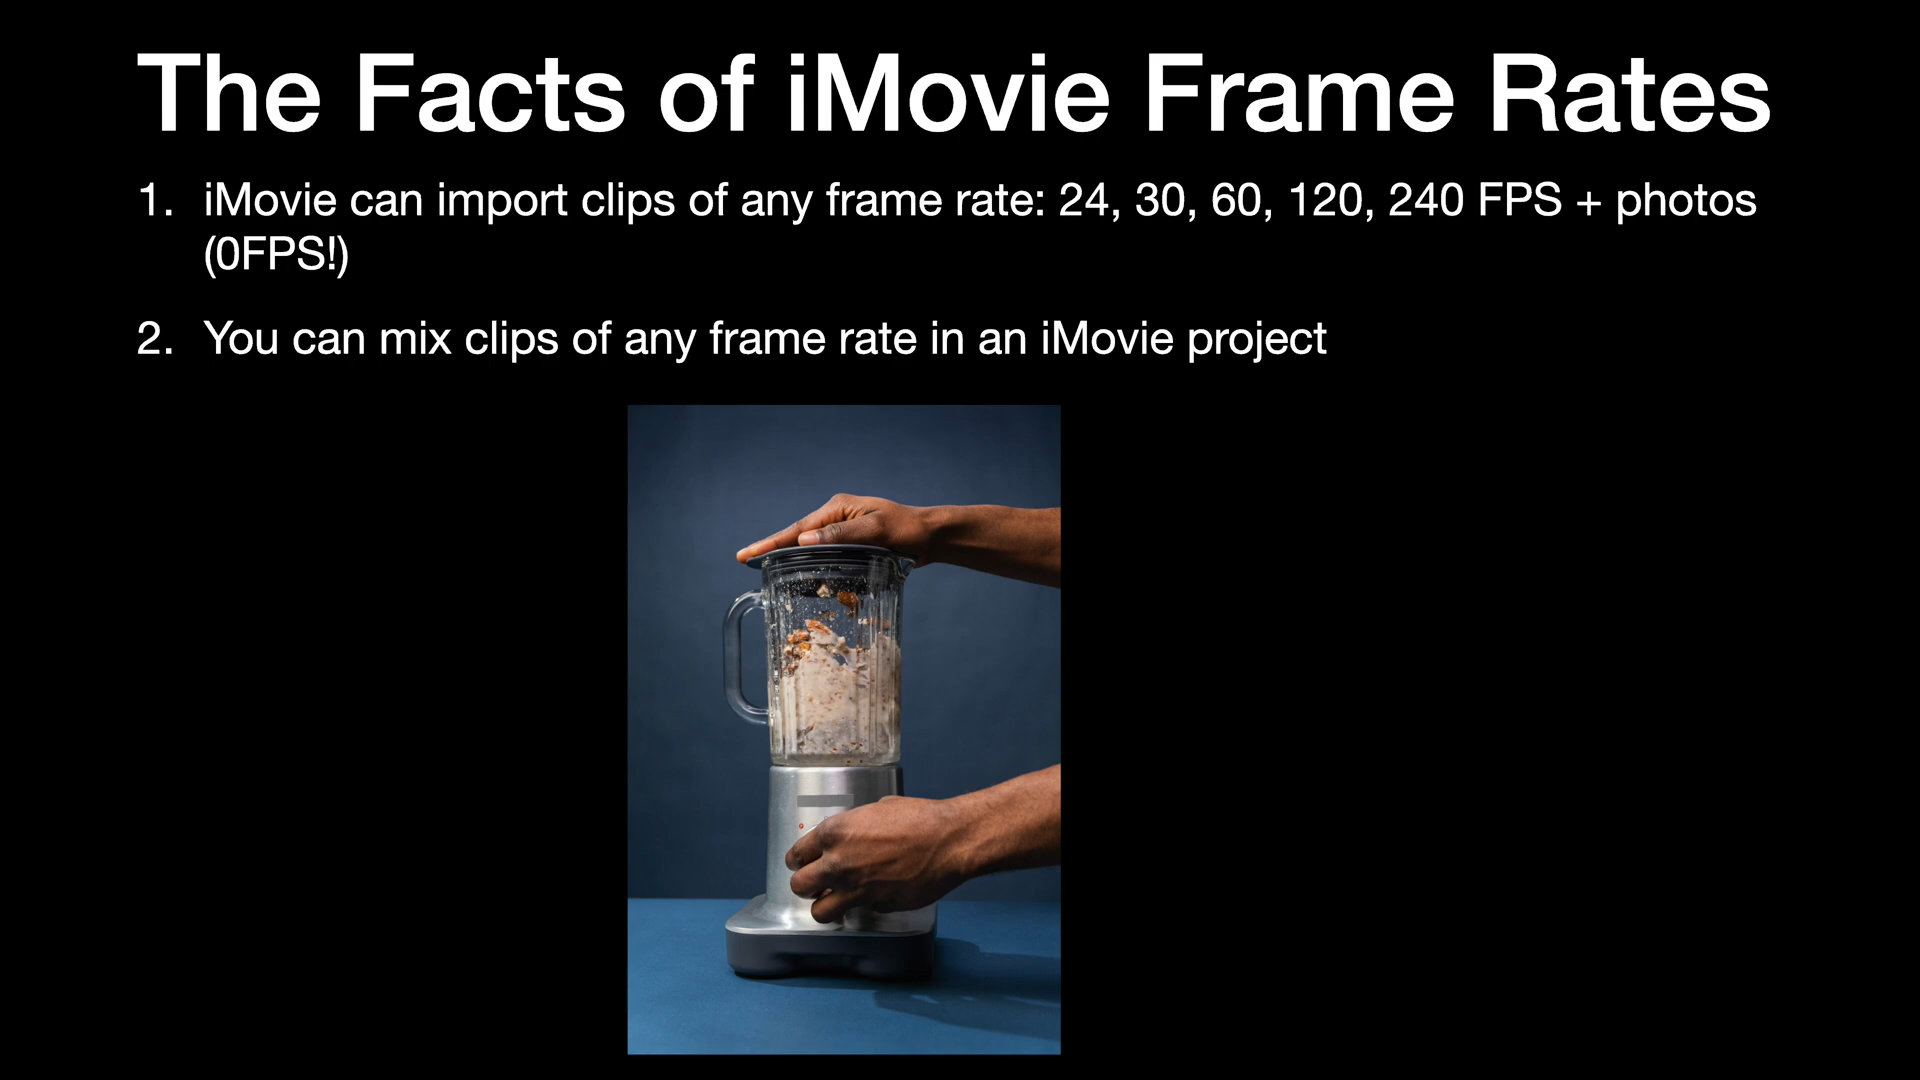 The Facts of iMovie Frame Rates
1. iMovie can import clips of any frame rate: 24, 30, 60, 120, 240 FPS + photos
(0FPS!)
2. You can mix clips of any frame rate in an iMovie project